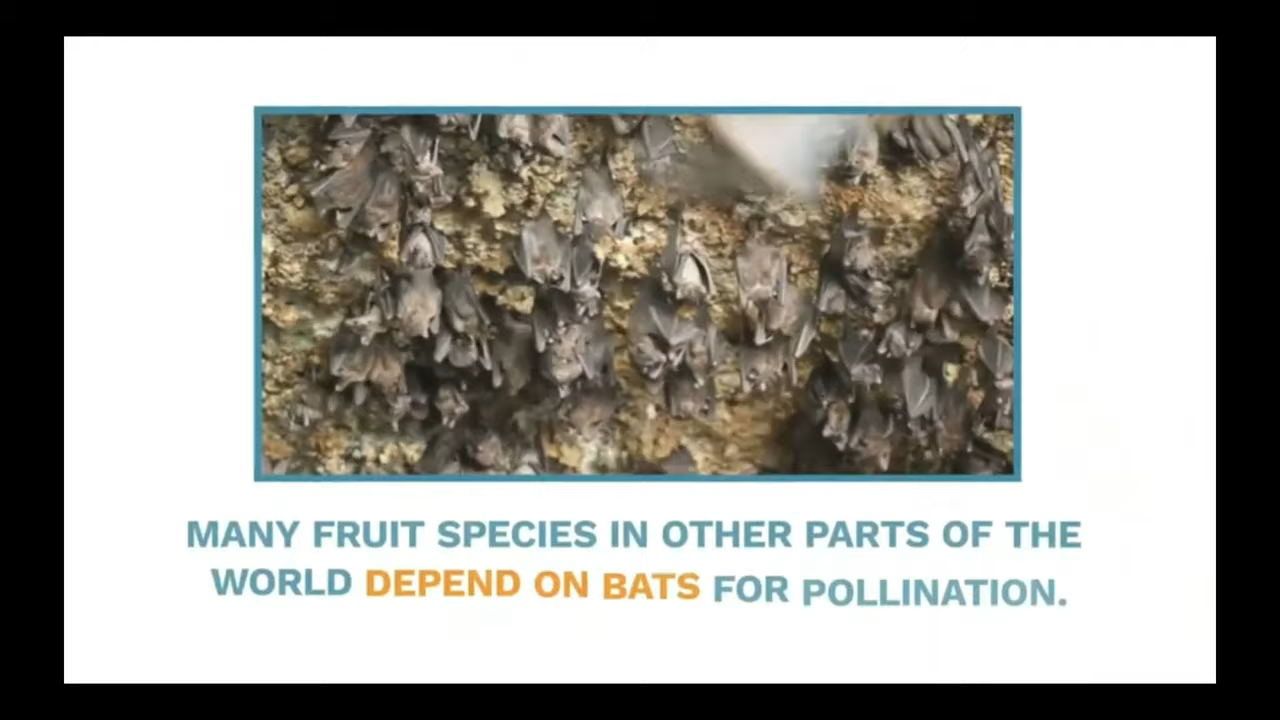 MANY FRUIT SPECIES IN OTHER PARTS OF THE
WORLD DEPEND ON BATS FOR POLLINATION.